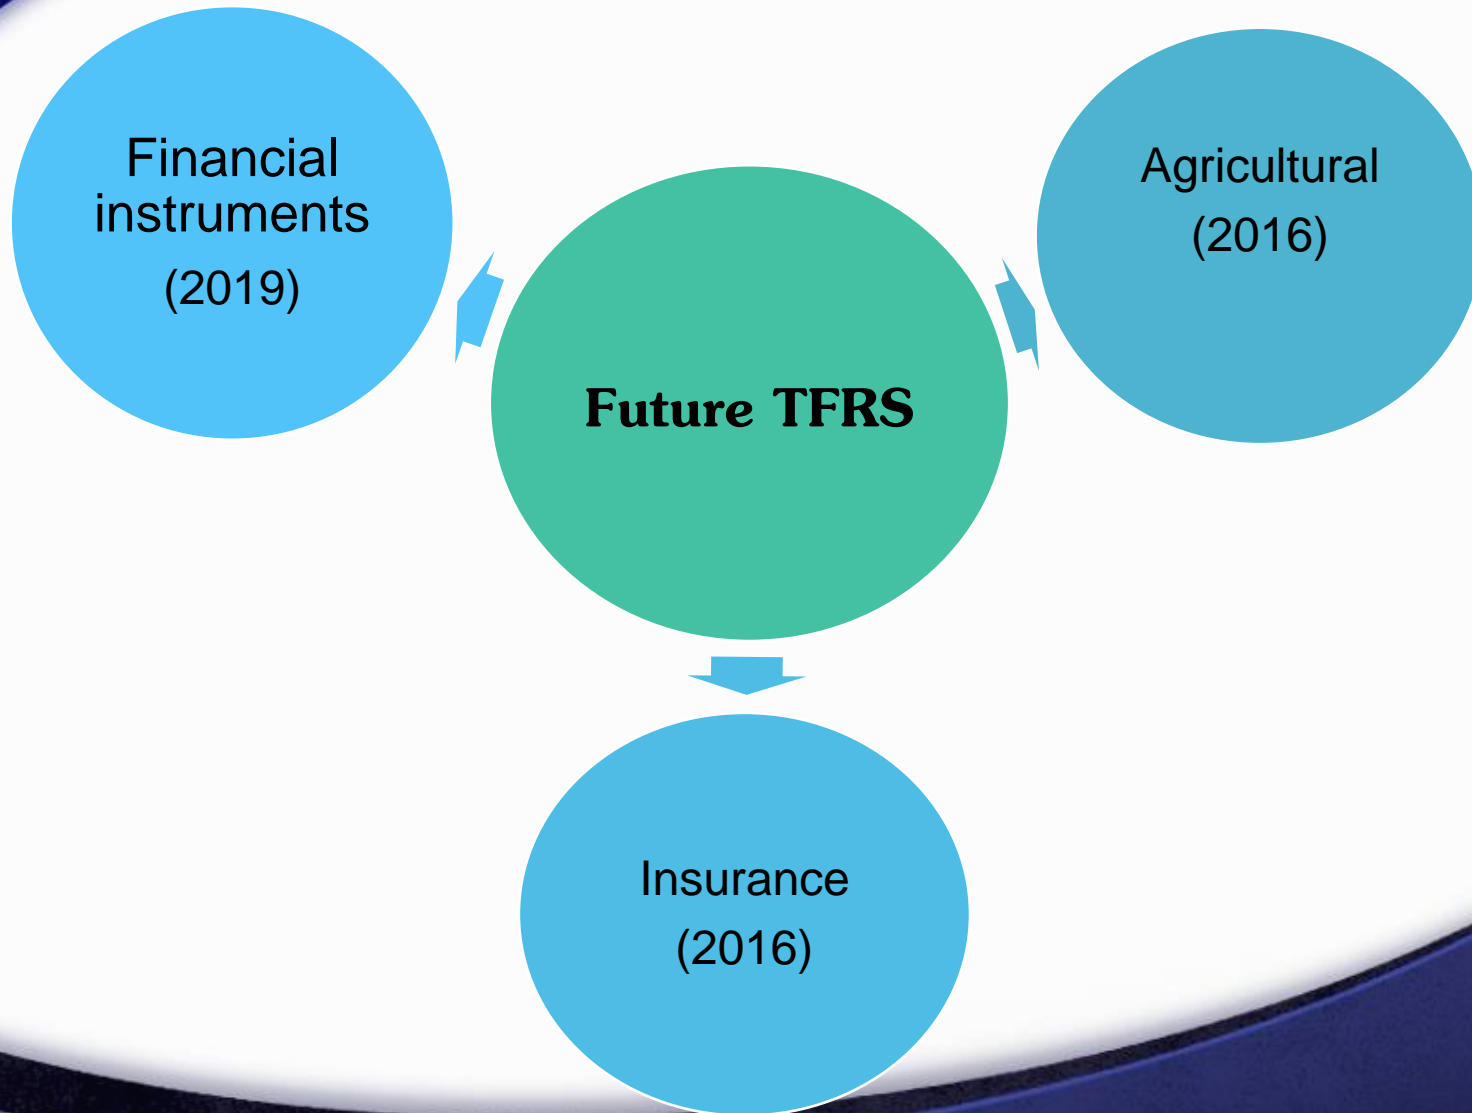 Financial
instruments
(2019)
Agricultural
(2016)
Future TFRS
Insurance
(2016)